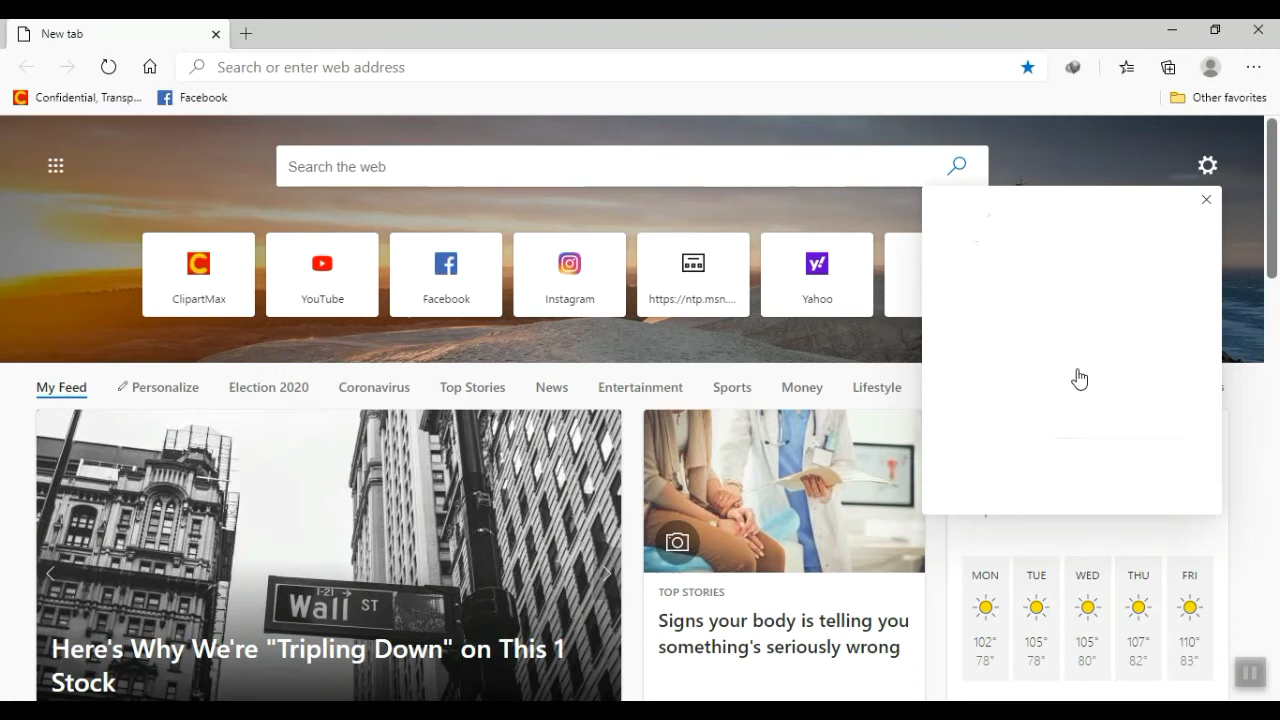 New tab
Search or enter web address
Confidential, Transp...
Facebook
Other favorites
Search the web
ClipartMax
YouTube
Facebook
Instagram
https://ntp.msn....
Yahoo
My Feed
Personalize
Election 2020
Coronavirus
Top Stories
News
Entertainment
Sports
Money
Lifestyle
1-21
Wall ST
Here's Why We're "Tripling Down" on This 1
Stock
TOP STORIES
Signs your body is telling you
something's seriously wrong
MON TUE WED THU FRI
102° 105° 105° 107° 110°
78° 78° 80° 82° 83°